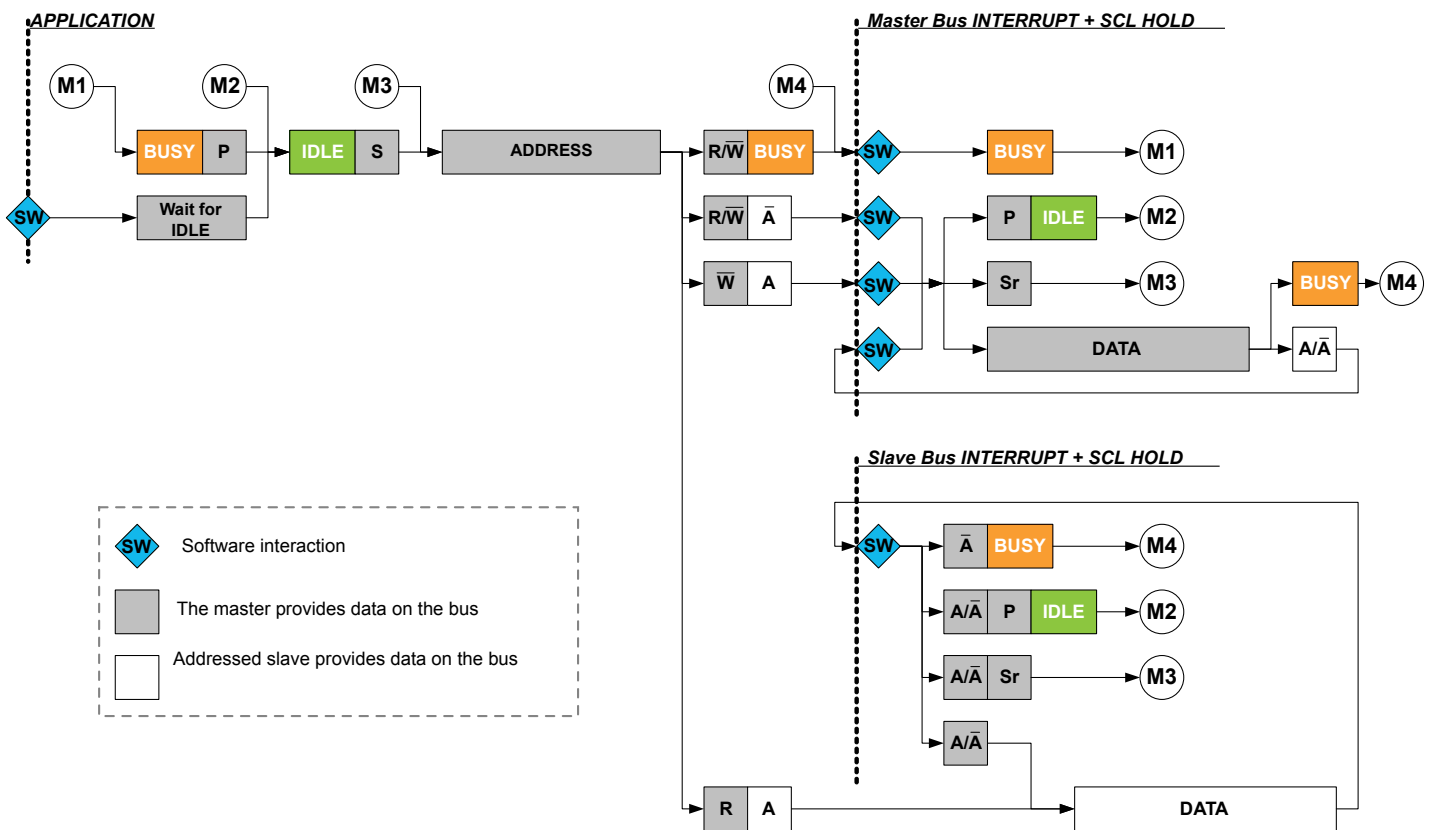 APPLICATION
Master Bus INTERRUPT + SCL HOLD
M1
M2
M3
M4
BUSY P
IDLE S
ADDRESS
R/W̅ BUSY
SW
BUSY
M1
SW
Wait for
IDLE
R/W̅ A̅
SW
P IDLE
M2
W̅ A
SW
Sr
M3
BUSY
M4
SW
DATA
A/A̅
Slave Bus INTERRUPT + SCL HOLD
SW
A̅ BUSY
M4
A/A̅ P IDLE
M2
A/A̅ Sr
M3
A/A̅
R A
DATA
SW Software interaction
The master provides data on the bus
Addressed slave provides data on the bus